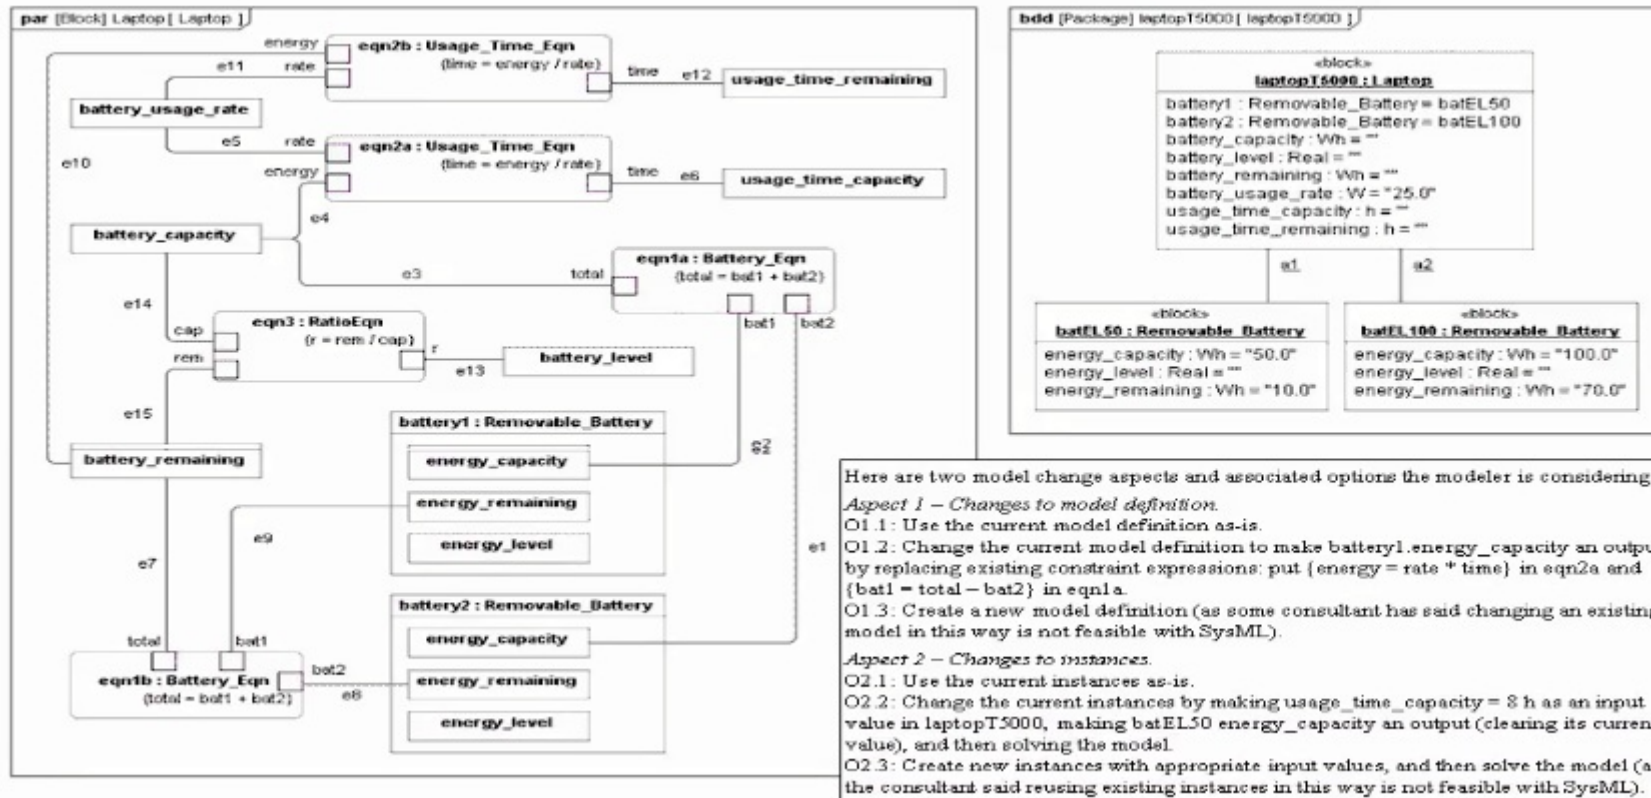 par [Block] Laptop [ Laptop ]
energy
eqn2b : Usage_Time_Eqn
{time = energy / rate}
e11
rate
time
e12
usage_time_remaining
battery_usage_rate
e5
rate
eqn2a : Usage_Time_Eqn
{time = energy / rate}
e10
energy
time
e6
usage_time_capacity
e4
battery_capacity
eqn1a : Battery_Eqn
{total = bat1 + bat2}
e3
total
e14
bat1
bat2
eqn3 : RatioEqn
{r = rem / cap}
cap
rem
r
e13
battery_level
e15
battery1 : Removable_Battery
e2
energy_capacity
battery_remaining
energy_remaining
e9
energy_level
e1
e7
battery2 : Removable_Battery
energy_capacity
total
bat1
eqn1b : Battery_Eqn
{total = bat1 + bat2}
bat2
e8
energy_remaining
energy_level
bdd [Package] laptopT5000 [ laptopT5000 ]
«block»
laptopT5000 : Laptop
battery1 : Removable_Battery = batEL50
battery2 : Removable_Battery = batEL100
battery_capacity : Wh = ""
battery_level : Real = ""
battery_remaining : Wh = ""
battery_usage_rate : W = "25.0"
usage_time_capacity : h = ""
usage_time_remaining : h = ""
a1
a2
«block»
batEL50 : Removable_Battery
energy_capacity : Wh = "50.0"
energy_level : Real = ""
energy_remaining : Wh = "10.0"
«block»
batEL100 : Removable_Battery
energy_capacity : Wh = "100.0"
energy_level : Real = ""
energy_remaining : Wh = "70.0"
Here are two model change aspects and associated options the modeler is considering
Aspect 1 – Changes to model definition.
O1.1: Use the current model definition as-is.
O1.2: Change the current model definition to make battery1.energy_capacity an outpu
by replacing existing constraint expressions: put {energy = rate * time} in eqn2a and
{bat1 = total – bat2} in eqn1a.
O1.3: Create a new model definition (as some consultant has said changing an existing
model in this way is not feasible with SysML).
Aspect 2 – Changes to instances.
O2.1: Use the current instances as-is.
O2.2: Change the current instances by making usage_time_capacity = 8 h as an input
value in laptopT5000, making batEL50 energy_capacity an output (clearing its curren
value), and then solving the model.
O2.3: Create new instances with appropriate input values, and then solve the model (a
the consultant said reusing existing instances in this way is not feasible with SysML).